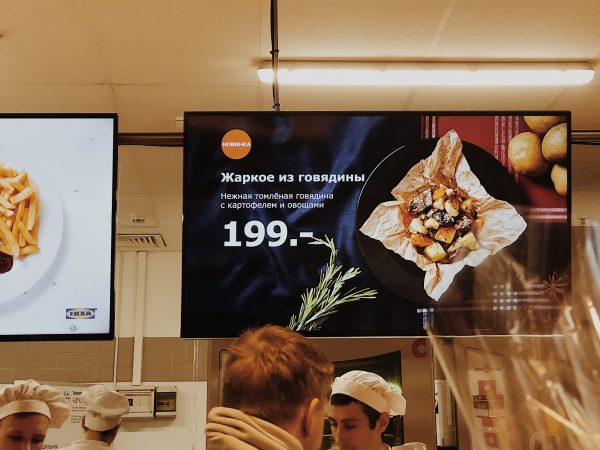 НОВИНКА
Жаркое из говядины
Нежная томлёная говядина
с картофелем и овощами
199.-
IKEA